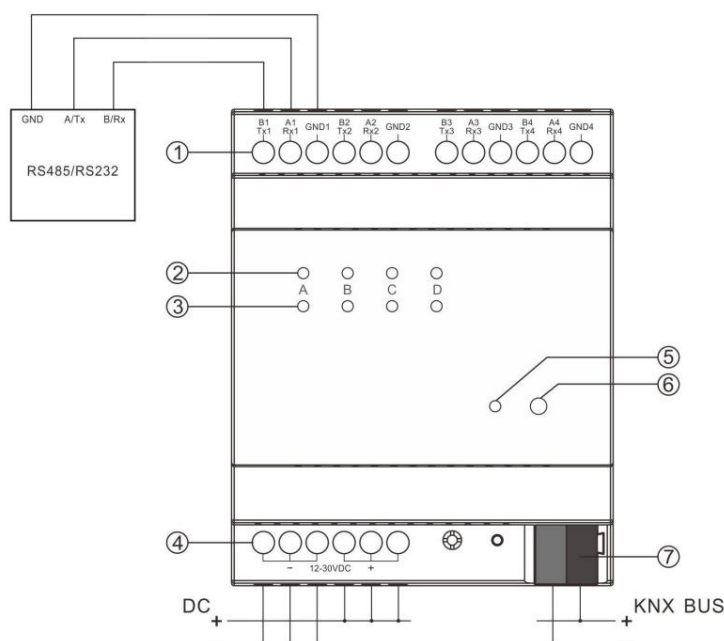 GND A/Tx B/Rx
RS485/RS232
B1 A1 GND1 B2 A2 GND2 B3 A3 GND3 B4 A4 GND4
Tx1 Rx1 Tx2 Rx2 Tx3 Rx3 Tx4 Rx4
①
②
A B C D
③
⑤
⑥
④
− 12-30VDC +
⑦
DC + + KNX BUS